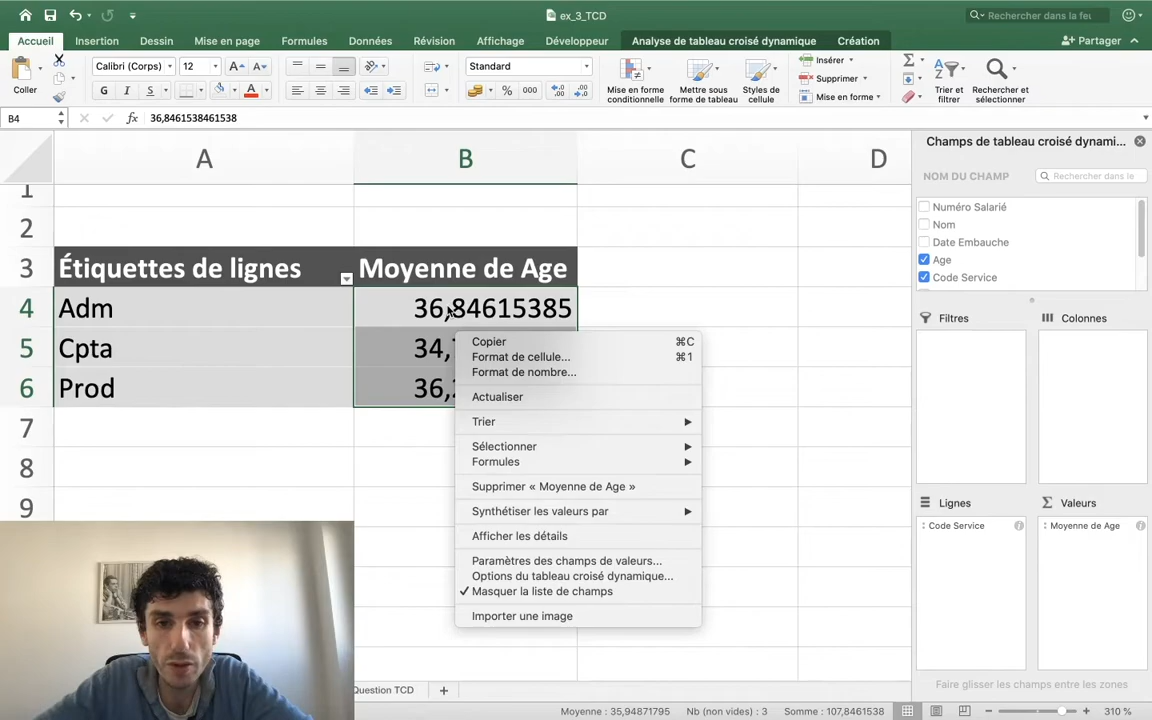 ex_3_TCD
Rechercher dans la feu
Accueil Insertion Dessin Mise en page Formules Données Révision Affichage Développeur Analyse de tableau croisé dynamique Création Partager
Coller
Calibri (Corps) 12
Standard
Mise en forme conditionnelle
Mettre sous forme de tableau
Styles de cellule
Insérer
Supprimer
Mise en forme
Trier et filtrer
Rechercher et sélectionner
G I S A % 000
B4 fx 36,8461538461538
A B C D
1
2
3 Étiquettes de lignes Moyenne de Age
4 Adm 36,84615385
5 Cpta 34,
6 Prod 36,
7
8
9
Copier ⌘C
Format de cellule... ⌘1
Format de nombre...
Actualiser
Trier
Sélectionner
Formules
Supprimer « Moyenne de Age »
Synthétiser les valeurs par
Afficher les détails
Paramètres des champs de valeurs...
Options du tableau croisé dynamique...
✓ Masquer la liste de champs
Importer une image
Champs de tableau croisé dynami...
NOM DU CHAMP Rechercher dans le
Numéro Salarié
Nom
Date Embauche
Age
Code Service
Filtres Colonnes
Lignes Valeurs
Code Service Moyenne de Age
Faire glisser les champs entre les zones
Question TCD +
Moyenne : 35,94871795 Nb (non vides) : 3 Somme : 107,8461538 310 %